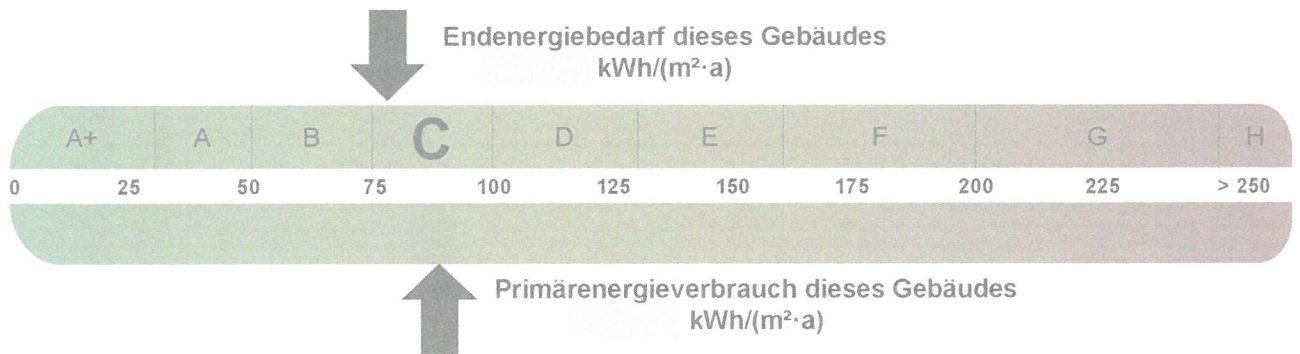 Endenergiebedarf dieses Gebäudes
kWh/(m²·a)
A+ A B C D E F G H
0 25 50 75 100 125 150 175 200 225 > 250
Primärenergieverbrauch dieses Gebäudes
kWh/(m²·a)